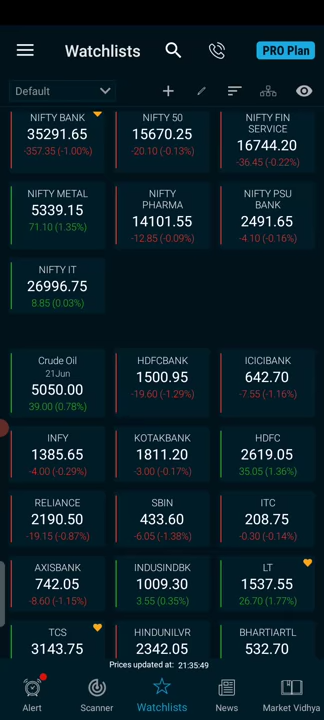 Watchlists
PRO Plan
Default
NIFTY BANK
35291.65
-357.35 (-1.00%)
NIFTY 50
15670.25
-20.10 (-0.13%)
NIFTY FIN
SERVICE
16744.20
-36.45 (-0.22%)
NIFTY METAL
5339.15
71.10 (1.35%)
NIFTY
PHARMA
14101.55
-12.85 (-0.09%)
NIFTY PSU
BANK
2491.65
-4.10 (-0.16%)
NIFTY IT
26996.75
8.85 (0.03%)
Crude Oil
21Jun
5050.00
39.00 (0.78%)
HDFCBANK
1500.95
-19.60 (-1.29%)
ICICIBANK
642.70
-7.55 (-1.16%)
INFY
1385.65
-4.00 (-0.29%)
KOTAKBANK
1811.20
-3.00 (-0.17%)
HDFC
2619.05
35.05 (1.36%)
RELIANCE
2190.50
-19.15 (-0.87%)
SBIN
433.60
-6.05 (-1.38%)
ITC
208.75
-0.30 (-0.14%)
AXISBANK
742.05
-8.60 (-1.15%)
INDUSINDBK
1009.30
3.55 (0.35%)
LT
1537.55
26.70 (1.77%)
TCS
3143.75
HINDUNILVR
2342.05
BHARTIARTL
532.70
Prices updated at: 21:35:49
Alert
Scanner
Watchlists
News
Market Vidhya